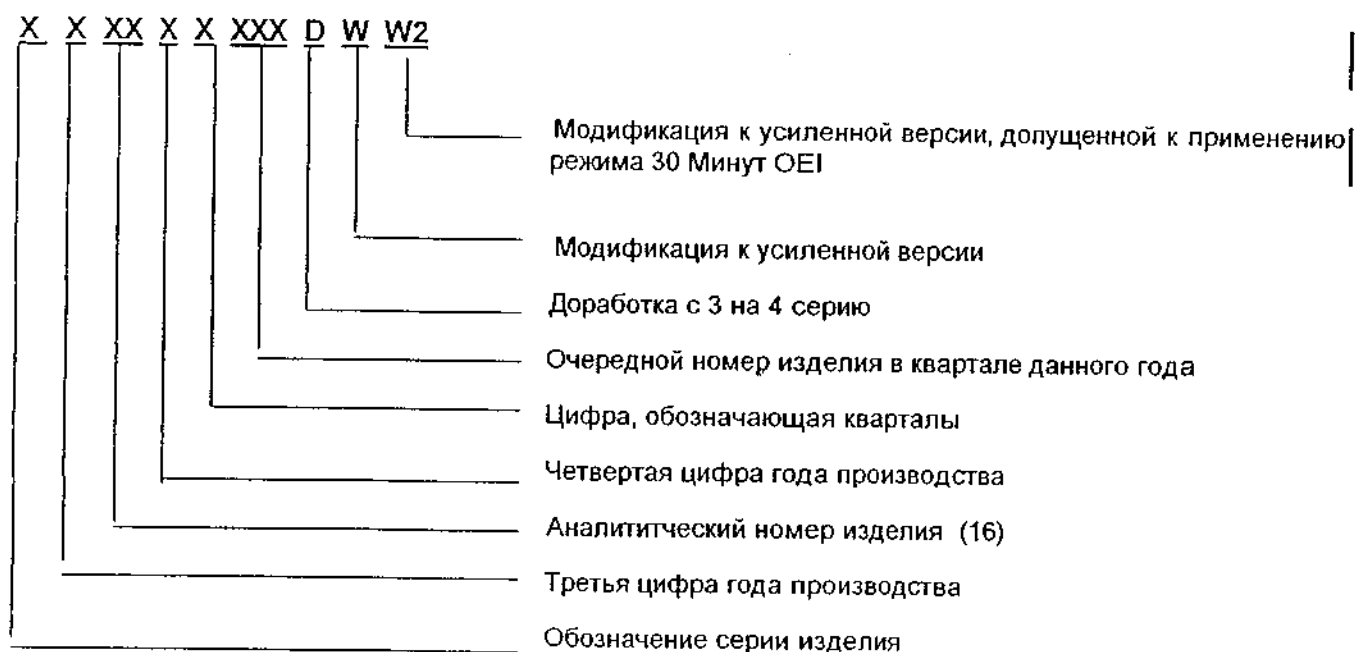 X X XX X X XXX D W W2
Модификация к усиленной версии, допущенной к применению
режима 30 Минут OEI
Модификация к усиленной версии
Доработка с 3 на 4 серию
Очередной номер изделия в квартале данного года
Цифра, обозначающая кварталы
Четвертая цифра года производства
Аналититческий номер изделия (16)
Третья цифра года производства
Обозначение серии изделия